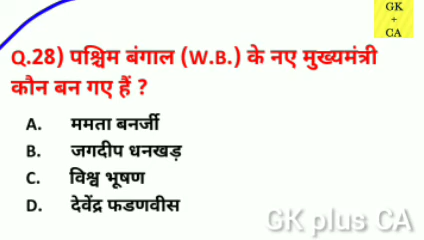 GK
+
CA
Q.28) पश्चिम बंगाल (W.B.) के नए मुख्यमंत्री
कौन बन गए हैं ?
A. ममता बनर्जी
B. जगदीप धनखड़
C. विश्व भूषण
D. देवेंद्र फडणवीस
GK plus CA